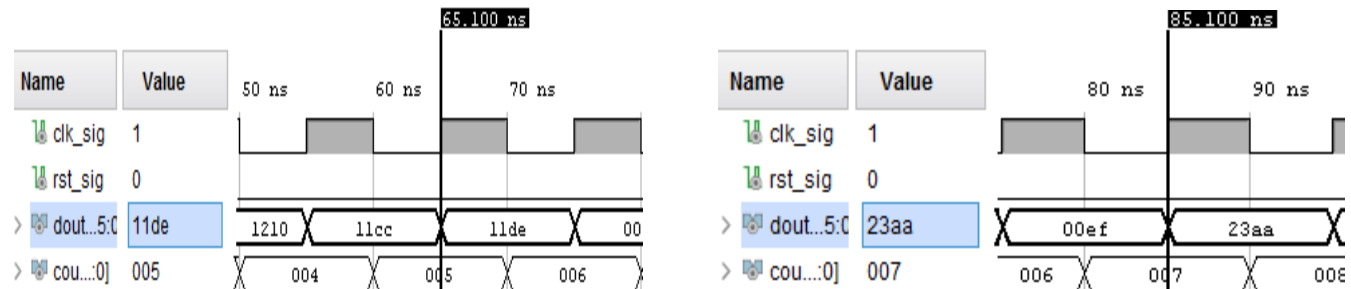 65.100 ns
Name Value 50 ns 60 ns 70 ns
clk_sig 1
rst_sig 0
dout...5:0 11de 1210 11cc 11de 00
cou...:0] 005 004 005 006
85.100 ns
Name Value 80 ns 90 ns
clk_sig 1
rst_sig 0
dout...5:0 23aa 00ef 23aa
cou...:0] 007 006 007 008